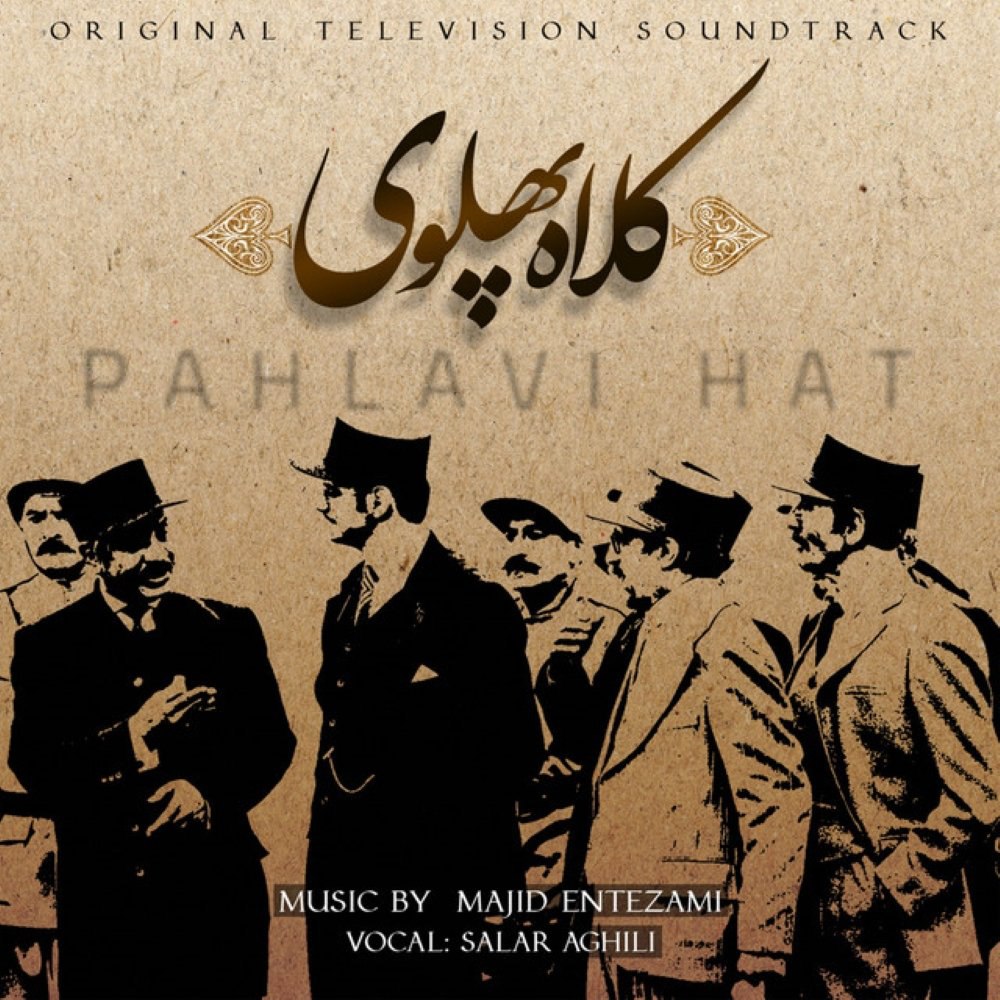 ORIGINAL TELEVISION SOUNDTRACK
کلاه پهلوی
PAHLAVI HAT
MUSIC BY MAJID ENTEZAMI
VOCAL: SALAR AGHILI